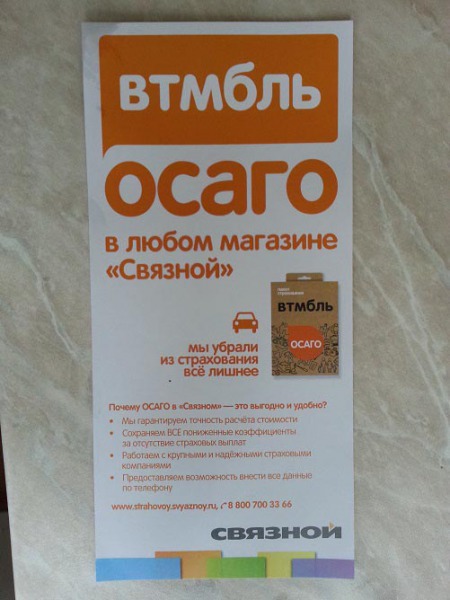 втмбль
осаго
в любом магазине
«Связной»
втмбль
ОСАГО
мы убрали
из страхования
всё лишнее
Почему ОСАГО в «Связном» — это выгодно и удобно?
• Мы гарантируем точность расчёта стоимости
• Сохраняем ВСЕ пониженные коэффициенты
за отсутствие страховых выплат
• Работаем с крупными и надёжными страховыми
компаниями
• Предоставляем возможность внести все данные
по телефону
www.strahovoy.svyaznoy.ru, 8 800 700 33 66
СВЯЗНОЙ